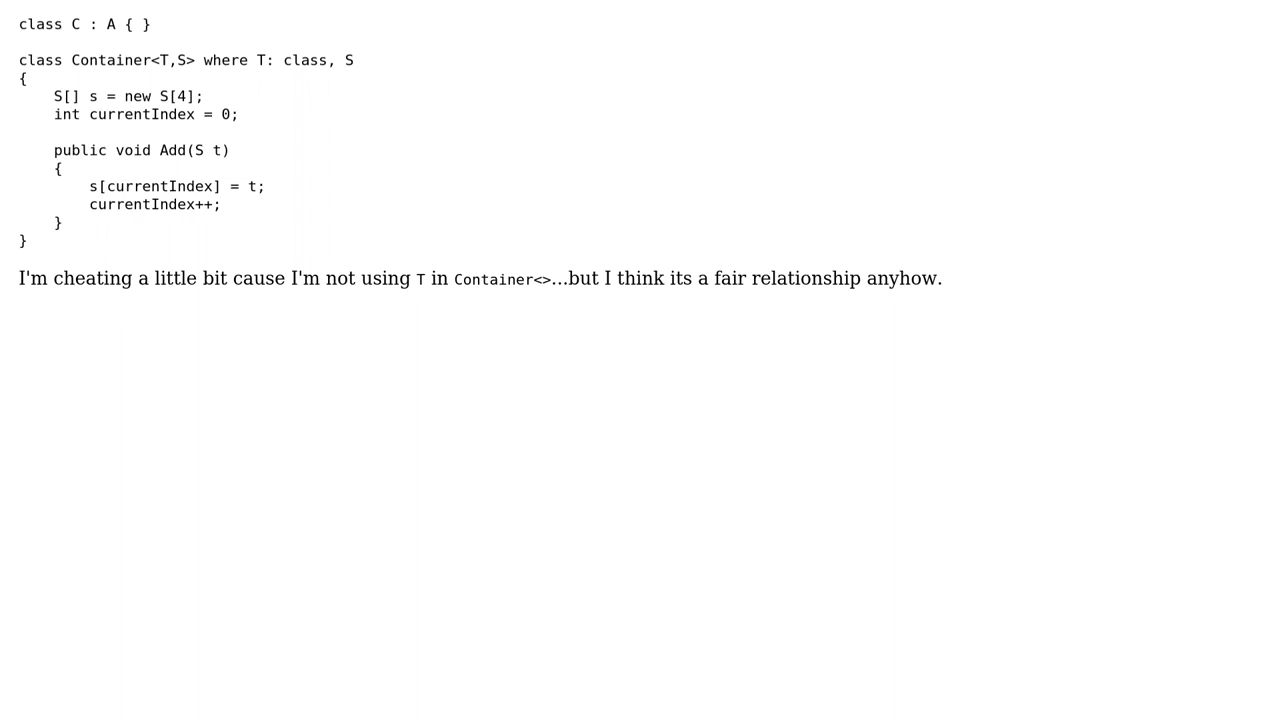 class C : A { }

class Container<T,S> where T: class, S
{
    S[] s = new S[4];
    int currentIndex = 0;

    public void Add(S t)
    {
        s[currentIndex] = t;
        currentIndex++;
    }
}
I'm cheating a little bit cause I'm not using T in Container<>...but I think its a fair relationship anyhow.